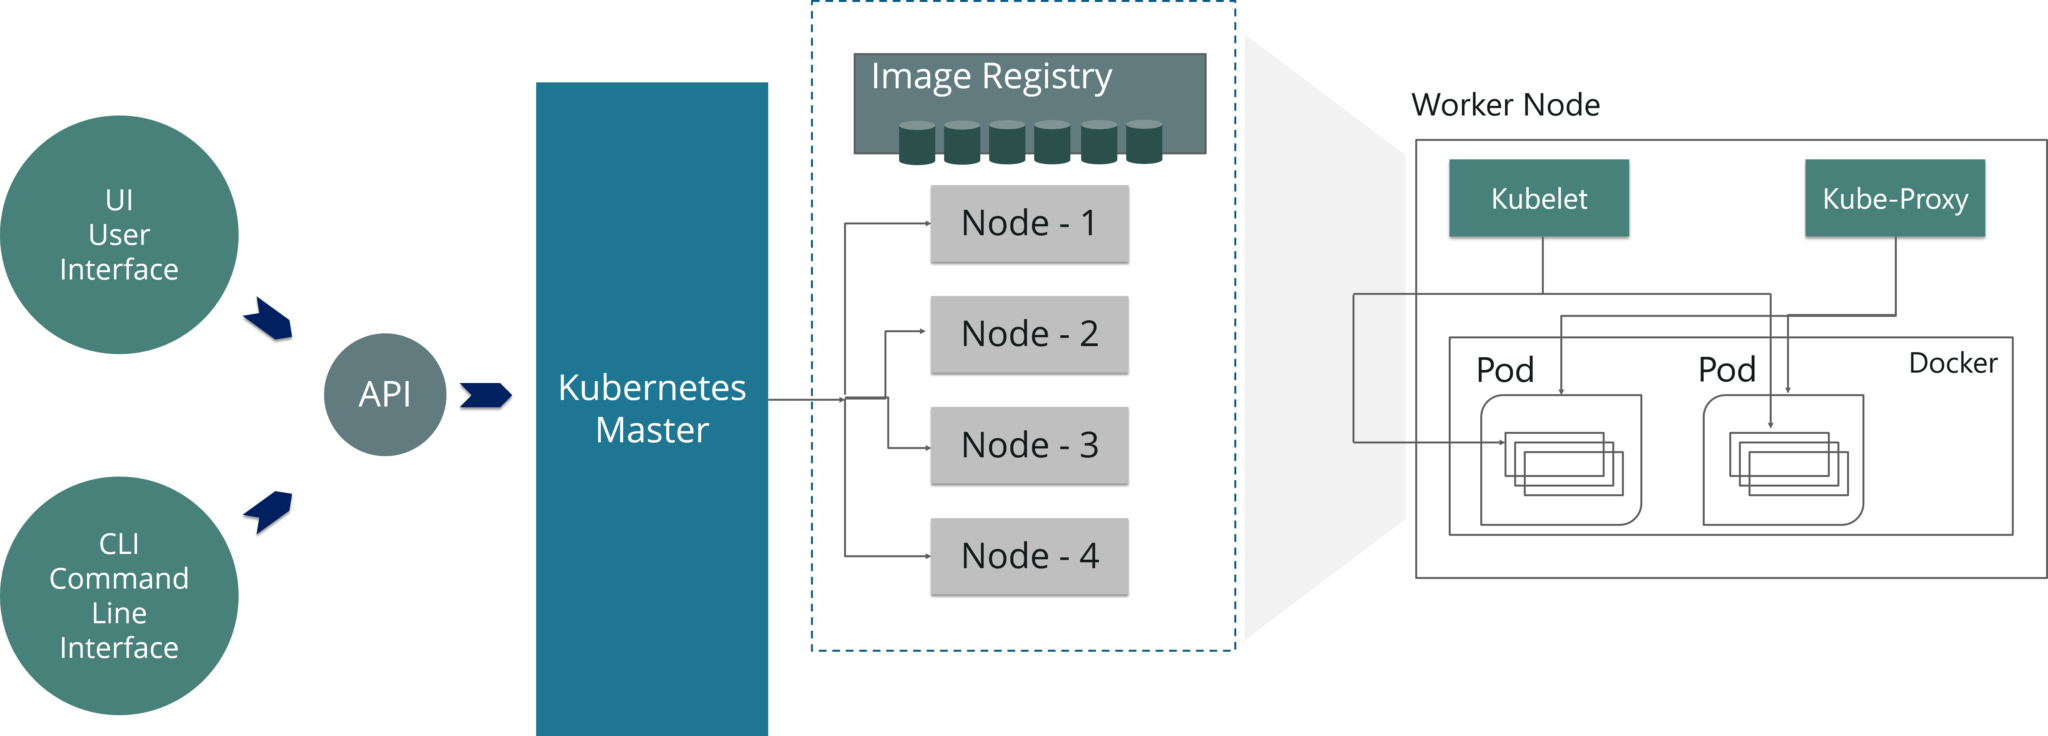 UI
User
Interface
CLI
Command
Line
Interface
API
Kubernetes
Master
Image Registry
Node - 1
Node - 2
Node - 3
Node - 4
Worker Node
Kubelet
Kube-Proxy
Pod
Pod
Docker